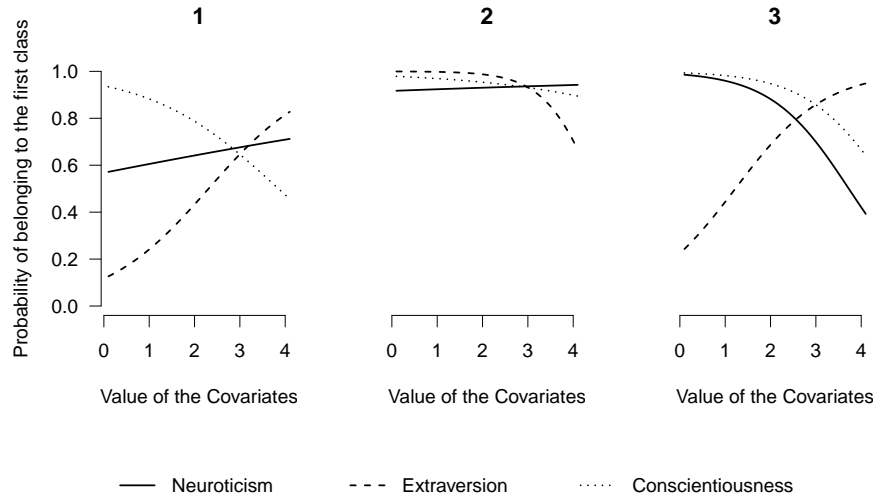 1 2 3
Probability of belonging to the first class
1.0
0.8
0.6
0.4
0.2
0.0
0 1 2 3 4 0 1 2 3 4 0 1 2 3 4
Value of the Covariates Value of the Covariates Value of the Covariates
Neuroticism Extraversion Conscientiousness